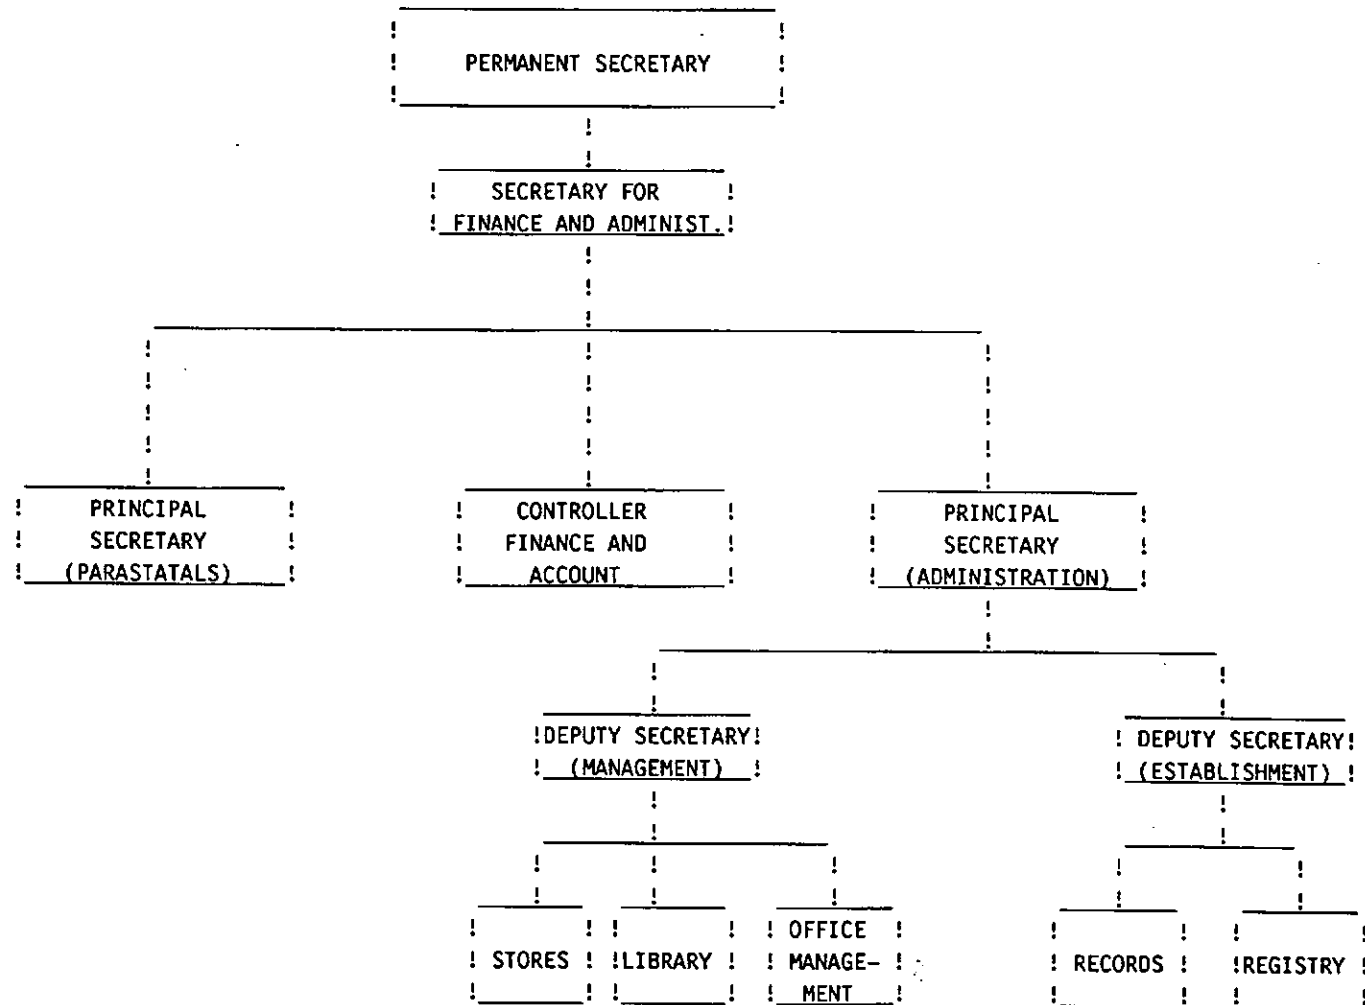 PERMANENT SECRETARY
SECRETARY FOR
FINANCE AND ADMINIST.
PRINCIPAL
SECRETARY
(PARASTATALS)
CONTROLLER
FINANCE AND
ACCOUNT
PRINCIPAL
SECRETARY
(ADMINISTRATION)
DEPUTY SECRETARY
(MANAGEMENT)
DEPUTY SECRETARY
(ESTABLISHMENT)
STORES
LIBRARY
OFFICE
MANAGE-
MENT
RECORDS
REGISTRY